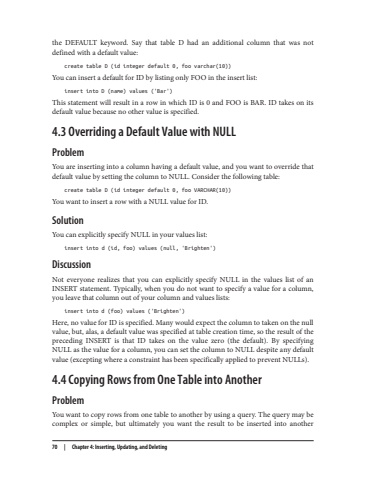 the DEFAULT keyword. Say that table D had an additional column that was not
defined with a default value:
create table D (id integer default 0, foo varchar(10))
You can insert a default for ID by listing only FOO in the insert list:
insert into D (name) values ('Bar')
This statement will result in a row in which ID is 0 and FOO is BAR. ID takes on its
default value because no other value is specified.
4.3 Overriding a Default Value with NULL
Problem
You are inserting into a column having a default value, and you want to override that
default value by setting the column to NULL. Consider the following table:
create table D (id integer default 0, foo VARCHAR(10))
You want to insert a row with a NULL value for ID.
Solution
You can explicitly specify NULL in your values list:
insert into d (id, foo) values (null, 'Brighten')
Discussion
Not everyone realizes that you can explicitly specify NULL in the values list of an
INSERT statement. Typically, when you do not want to specify a value for a column,
you leave that column out of your column and values lists:
insert into d (foo) values ('Brighten')
Here, no value for ID is specified. Many would expect the column to taken on the null
value, but, alas, a default value was specified at table creation time, so the result of the
preceding INSERT is that ID takes on the value zero (the default). By specifying
NULL as the value for a column, you can set the column to NULL despite any default
value (excepting where a constraint has been specifically applied to prevent NULLs).
4.4 Copying Rows from One Table into Another
Problem
You want to copy rows from one table to another by using a query. The query may be
complex or simple, but ultimately you want the result to be inserted into another
70 | Chapter 4: Inserting, Updating, and Deleting